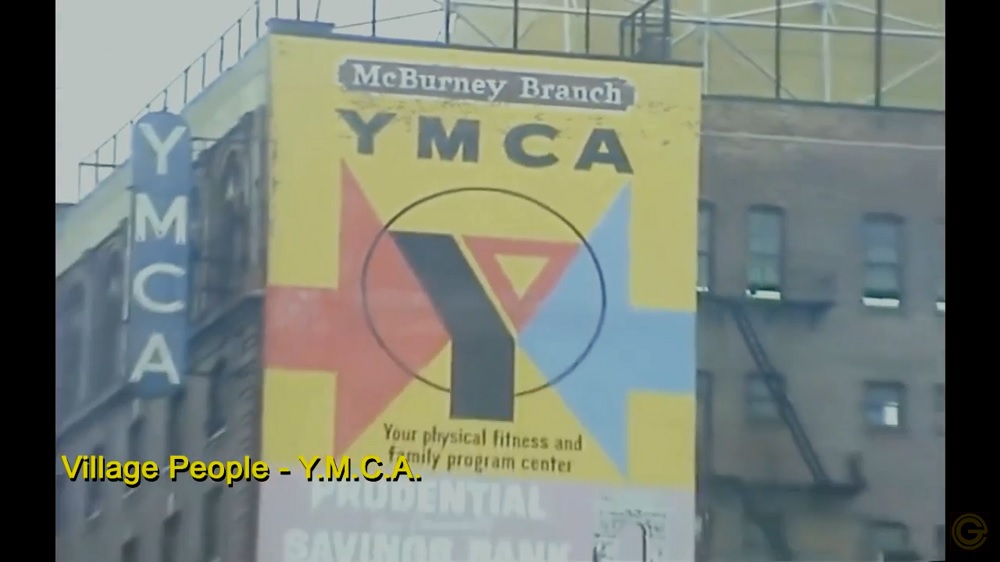 YMCA
McBurney Branch
YMCA
Your physical fitness and
family program center
Village People - Y.M.C.A.
PRUDENTIAL
SAVINGS BANK